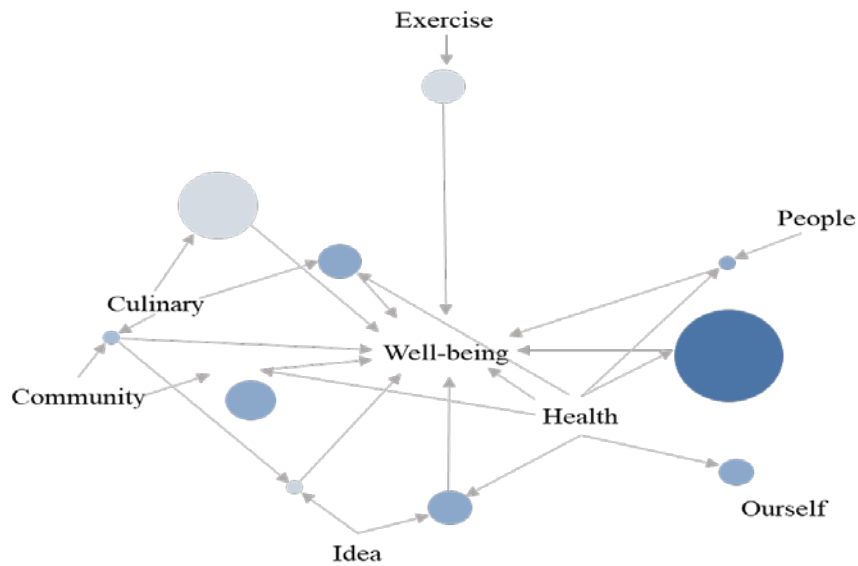 Exercise
People
Culinary
Well-being
Community
Health
Ourself
Idea